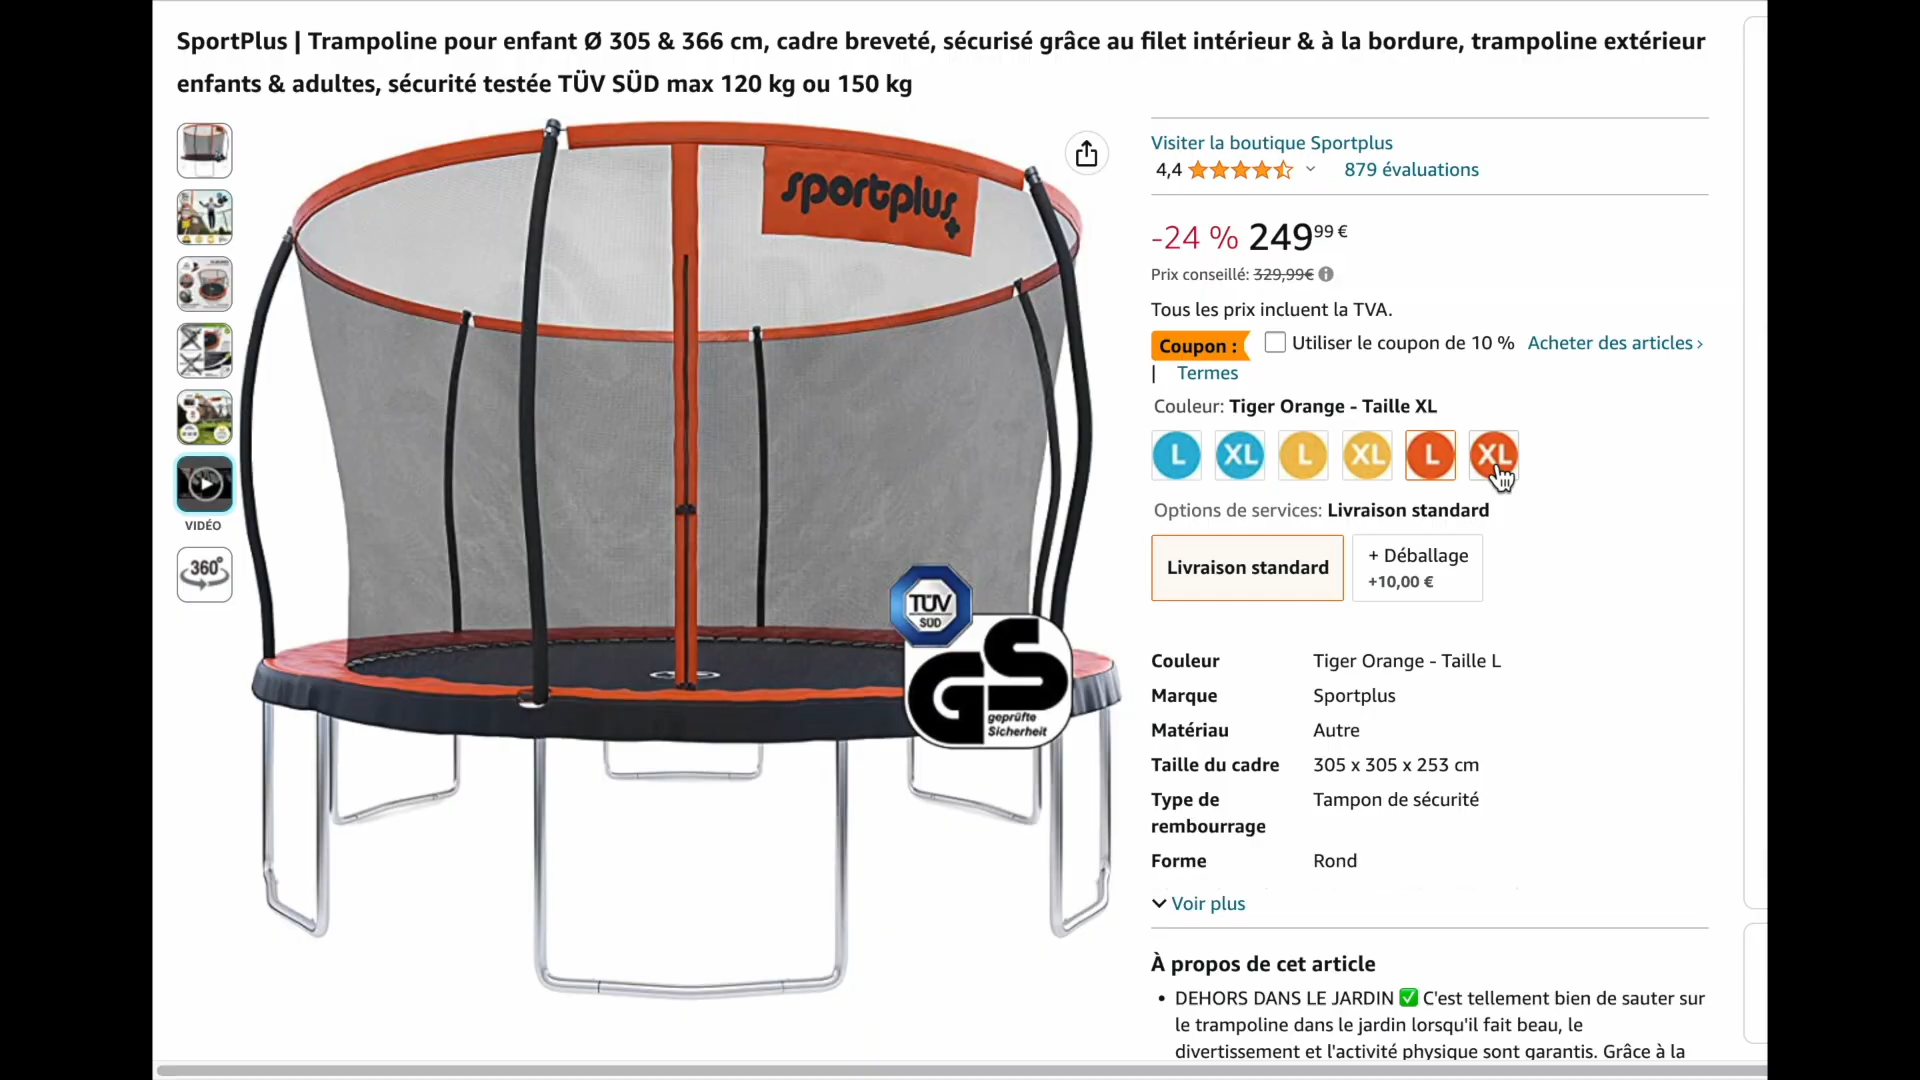 SportPlus | Trampoline pour enfant Ø 305 & 366 cm, cadre breveté, sécurisé grâce au filet intérieur & à la bordure, trampoline extérieur
enfants & adultes, sécurité testée TÜV SÜD max 120 kg ou 150 kg
VIDÉO
360°
sportplus
TÜV
SÜD
GS
geprüfte
Sicherheit
Visiter la boutique Sportplus
4,4 879 évaluations
-24 % 249,99 €
Prix conseillé: 329,99€
Tous les prix incluent la TVA.
Coupon : Utiliser le coupon de 10 % Acheter des articles ›
| Termes
Couleur: Tiger Orange - Taille XL
L XL L XL L XL
Options de services: Livraison standard
Livraison standard
+ Déballage
+10,00 €
Couleur Tiger Orange - Taille L
Marque Sportplus
Matériau Autre
Taille du cadre 305 x 305 x 253 cm
Type de Tampon de sécurité
rembourrage
Forme Rond
Voir plus
À propos de cet article
• DEHORS DANS LE JARDIN ✅ C'est tellement bien de sauter sur
le trampoline dans le jardin lorsqu'il fait beau, le
divertissement et l'activité physique sont garantis. Grâce à la